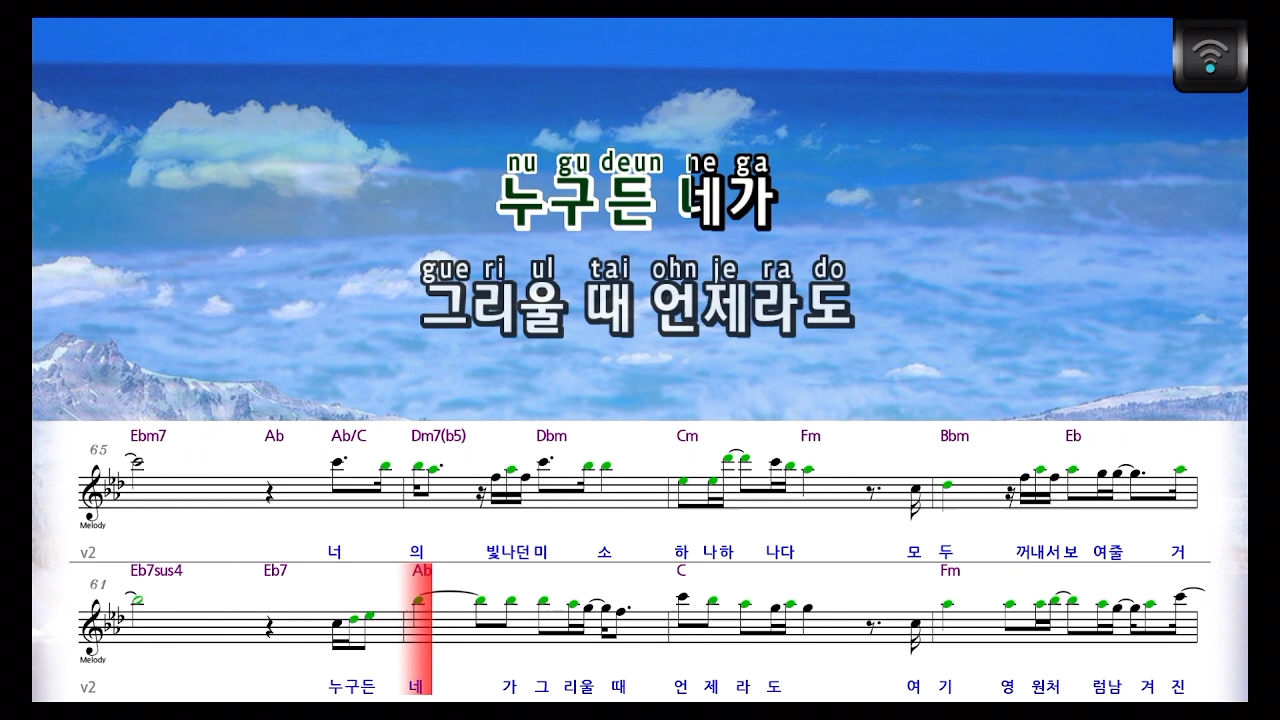 nu gu deun ne ga
누구든 네가
gue ri ul tai ohn je ra do
그리울 때 언제라도
Ebm7 Ab Ab/C Dm7(b5) Dbm Cm Fm Bbm Eb
65
Melody
v2 너 의 빛나던 미 소 하 나하 나다 모 두 꺼내서 보 여줄 거
Eb7sus4 Eb7 Ab C Fm
61
Melody
v2 누구든 네 가 그 리울 때 언 제 라 도 여 기 영 원처 럼남 겨 진